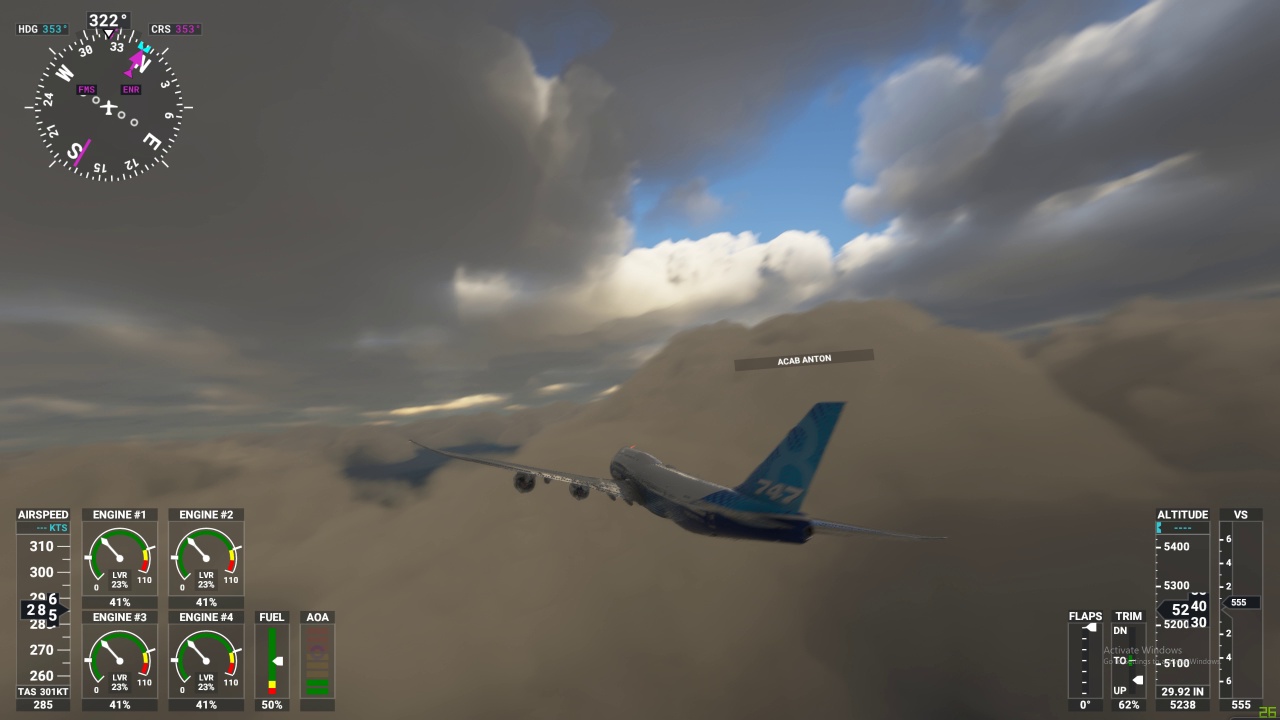 HDG 353°
322°
CRS 353°
30
33
N
3
6
E
12
15
S
21
24
W
FMS
ENR
ACAB ANTON
747
AIRSPEED
--- KTS
310
300
285
270
260
TAS 301KT
285
ENGINE #1
LVR
23%
0
110
41%
ENGINE #2
LVR
23%
110
41%
ENGINE #3
LVR
23%
0
110
41%
ENGINE #4
LVR
23%
0
110
41%
FUEL
50%
AOA
FLAPS
0°
TRIM
DN
TO
UP
62%
ALTITUDE
----
5400
5300
5240
30
5200
5100
29.92 IN
5238
VS
6
4
2
555
2
4
6
555
Activate Windows
26